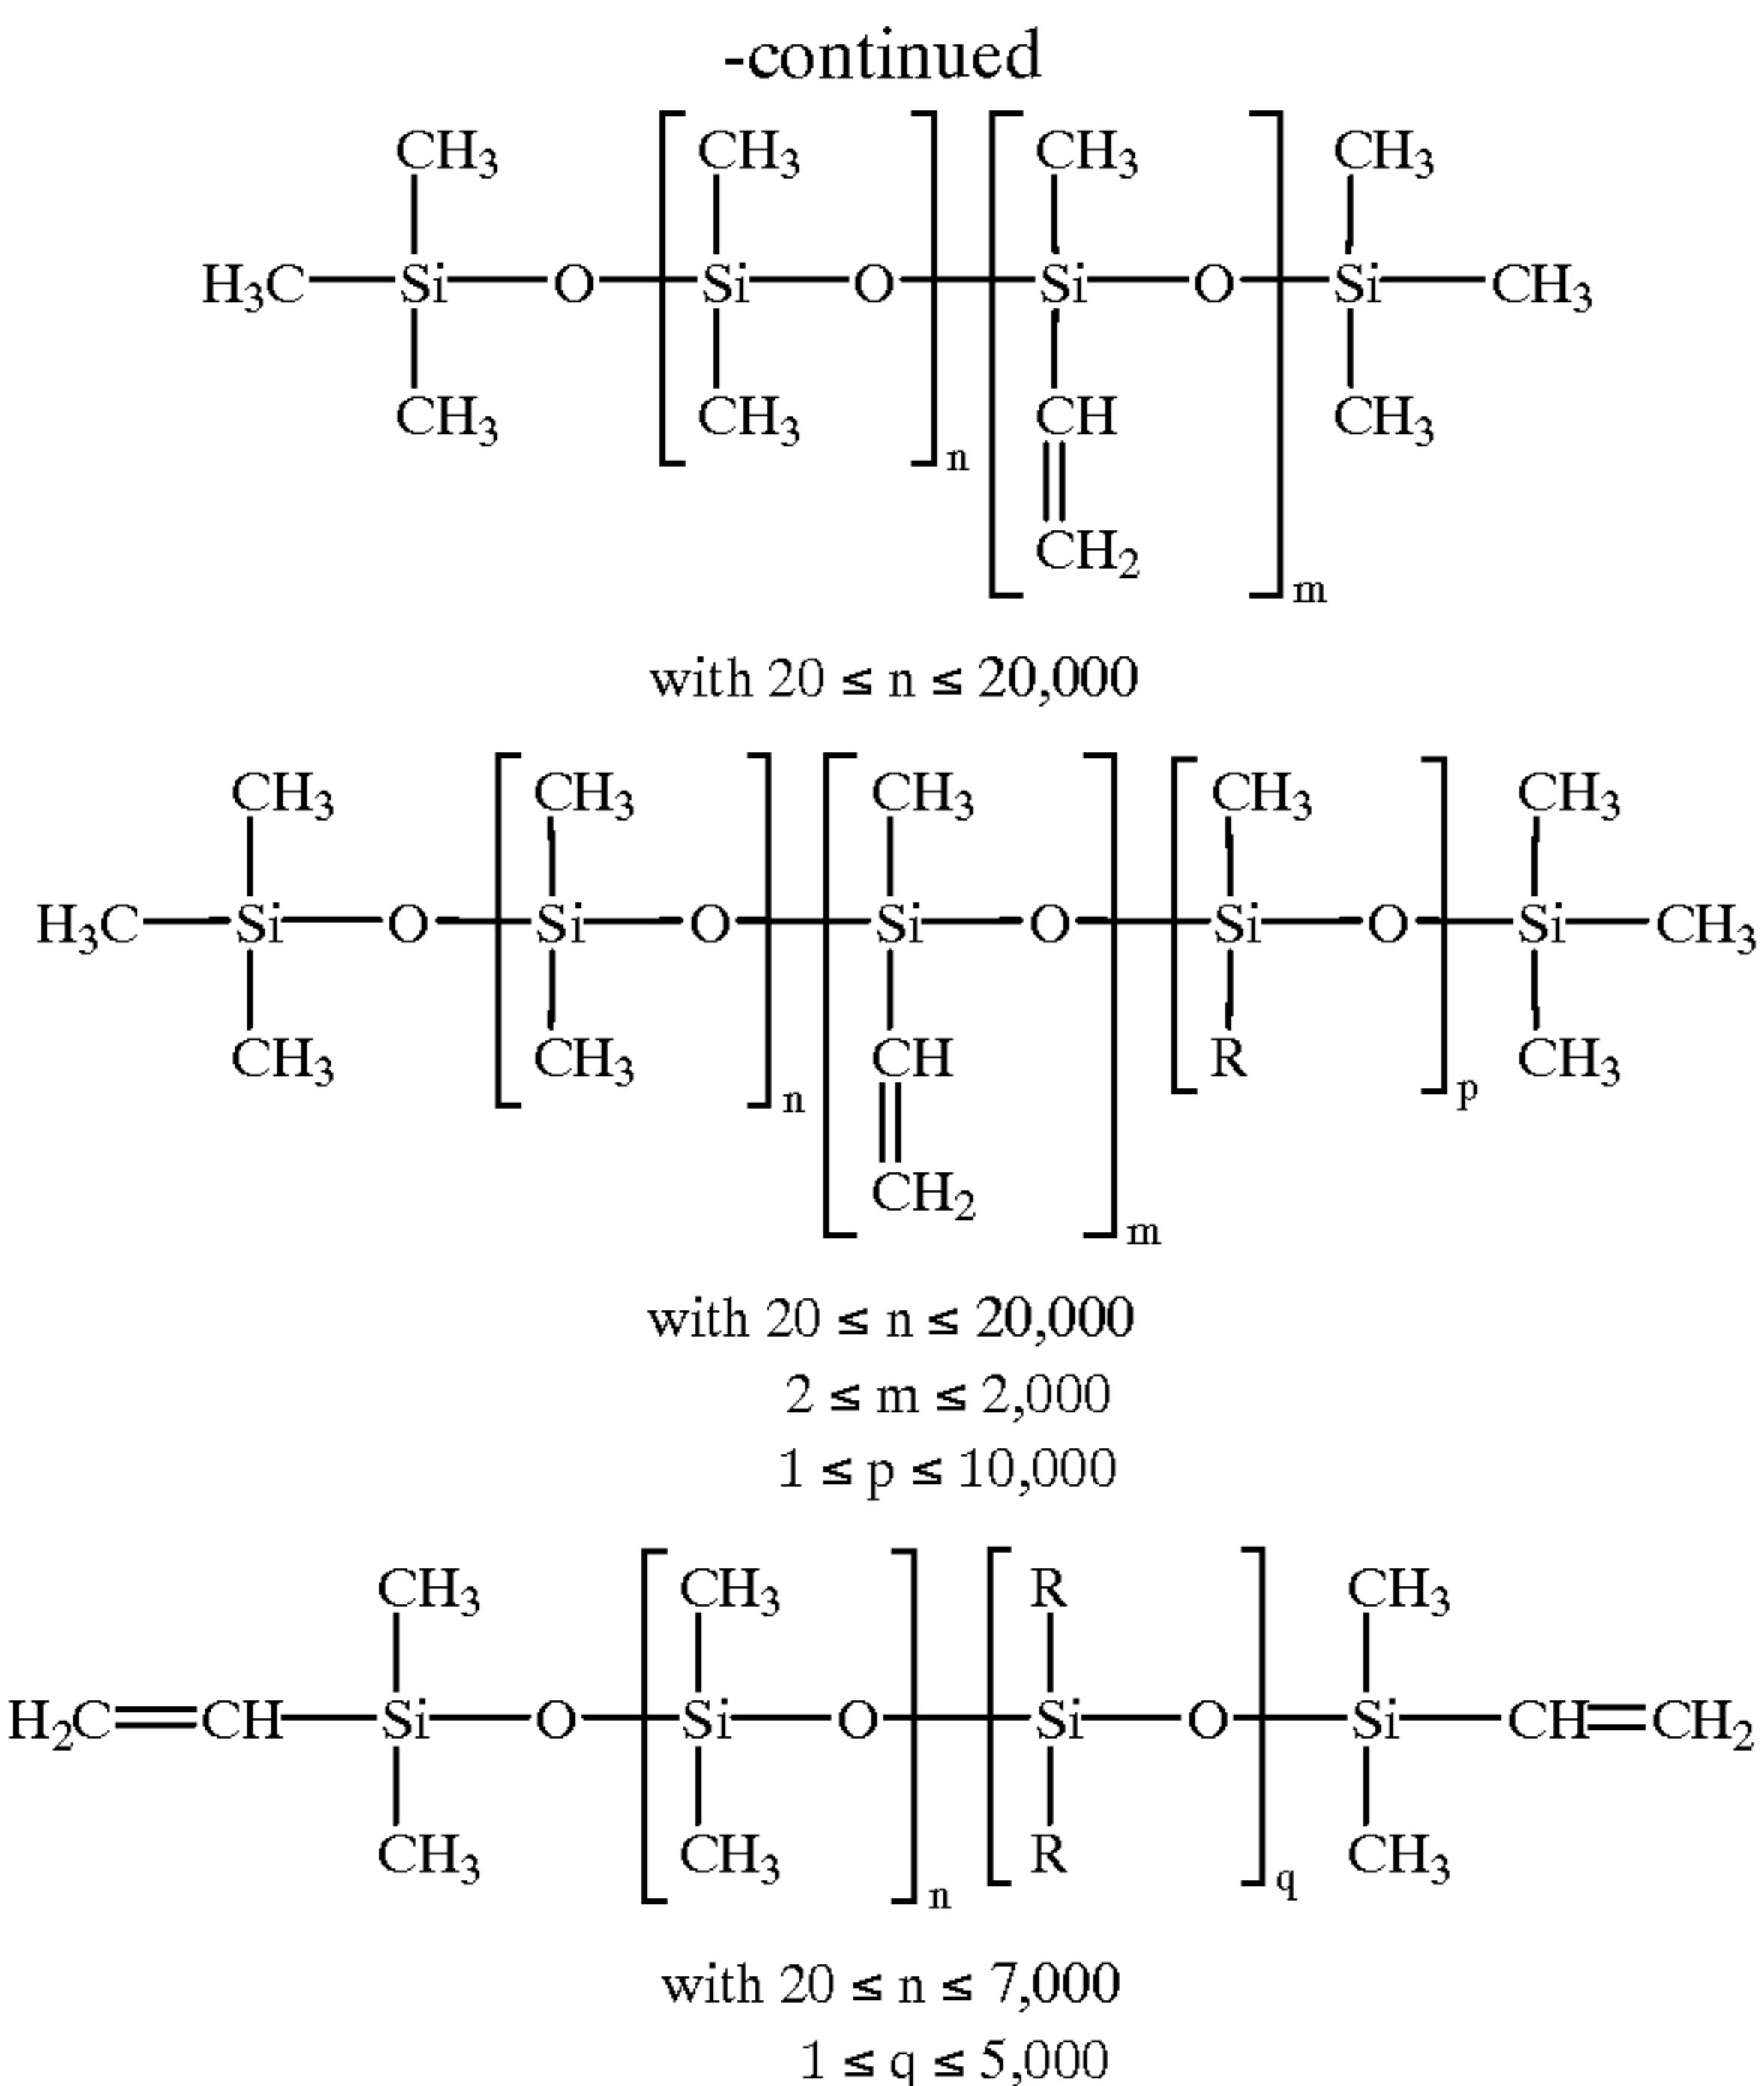 -continued
CH3 CH3 CH3 CH3
H3C Si O Si O Si O Si CH3
CH3 CH3 CH CH3
n
CH2
m
with 20 ≤ n ≤ 20,000
CH3 CH3 CH3 CH3 CH3
H3C Si O Si O Si O Si O Si CH3
CH3 CH3 CH R CH3
n p
CH2
m
with 20 ≤ n ≤ 20,000
2 ≤ m ≤ 2,000
1 ≤ p ≤ 10,000
CH3 CH3 R CH3
H2C CH Si O Si O Si O Si CH CH2
CH3 CH3 R CH3
n q
with 20 ≤ n ≤ 7,000
1 ≤ q ≤ 5,000